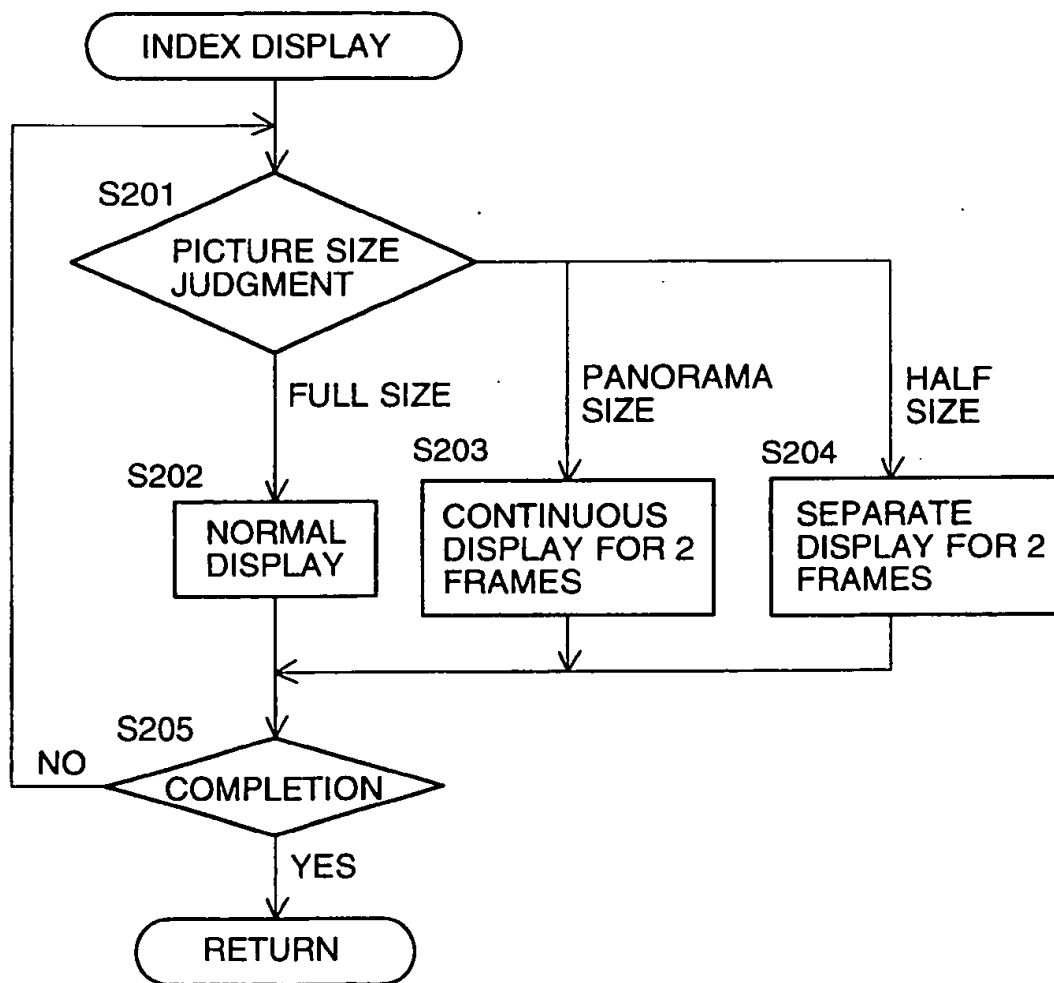 INDEX DISPLAY
S201
PICTURE SIZE
JUDGMENT
FULL SIZE
PANORAMA
SIZE
HALF
SIZE
S202
NORMAL
DISPLAY
S203
CONTINUOUS
DISPLAY FOR 2
FRAMES
S204
SEPARATE
DISPLAY FOR 2
FRAMES
S205
NO
COMPLETION
YES
RETURN